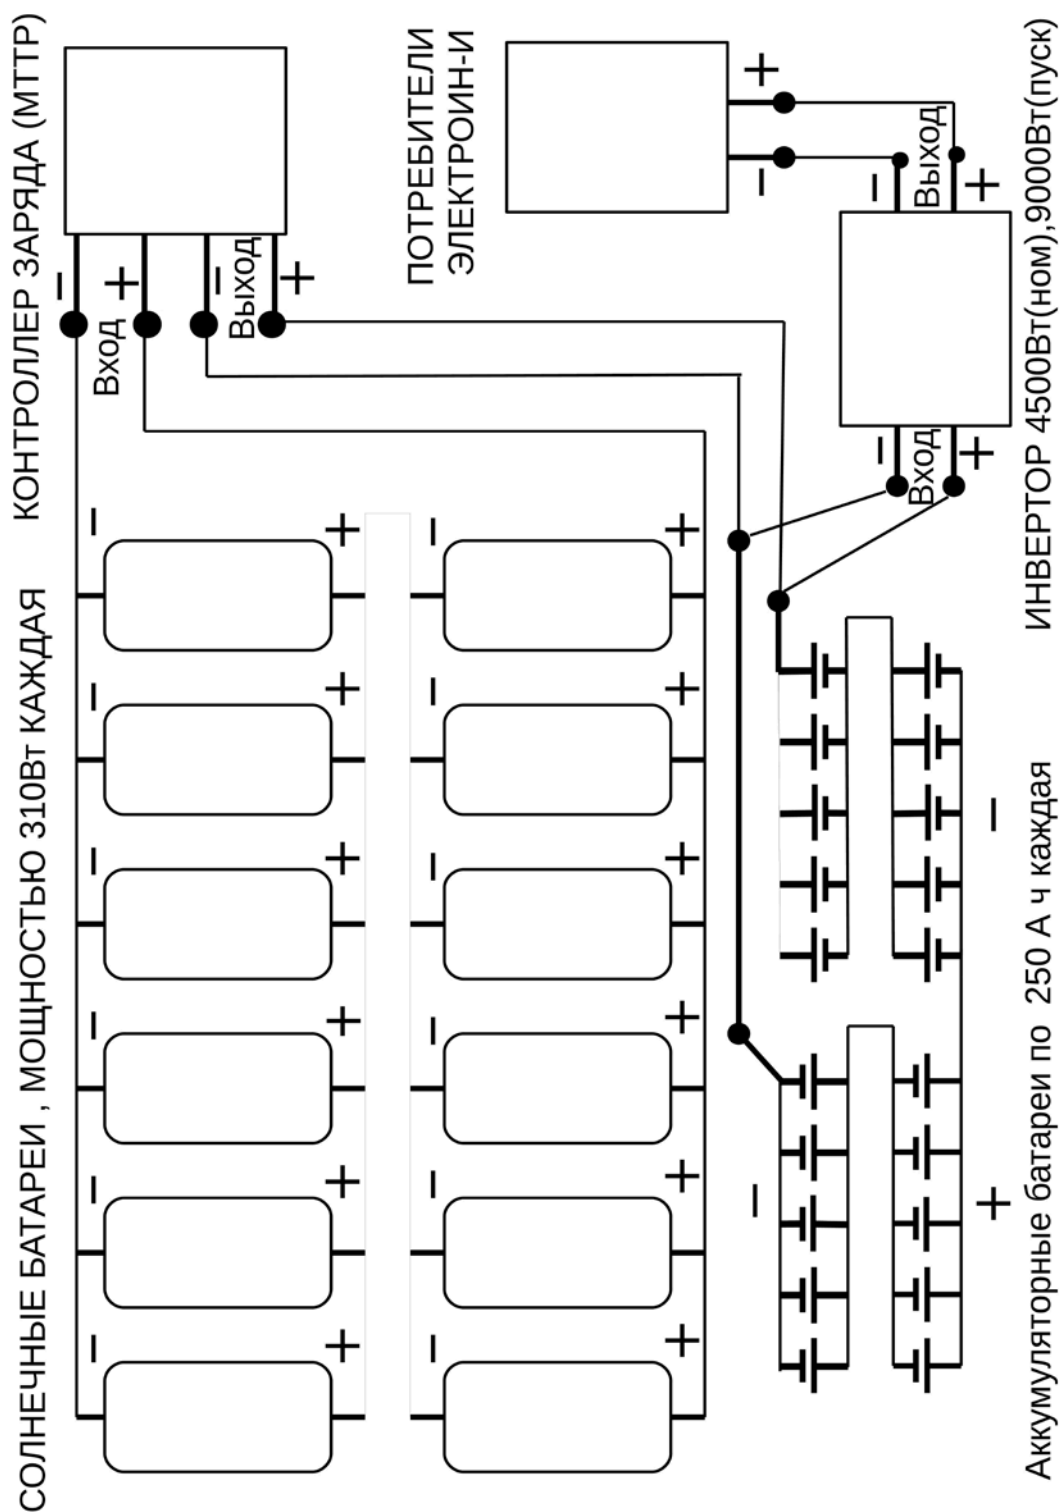 СОЛНЕЧНЫЕ БАТАРЕИ , МОЩНОСТЬЮ 310Вт КАЖДАЯ
КОНТРОЛЛЕР ЗАРЯДА (МТТР)
Вход
Выход
ПОТРЕБИТЕЛИ
ЭЛЕКТРОИН-И
Вход
Выход
Аккумуляторные батареи по 250 А ч каждая
ИНВЕРТОР 4500Вт(ном),9000Вт(пуск)